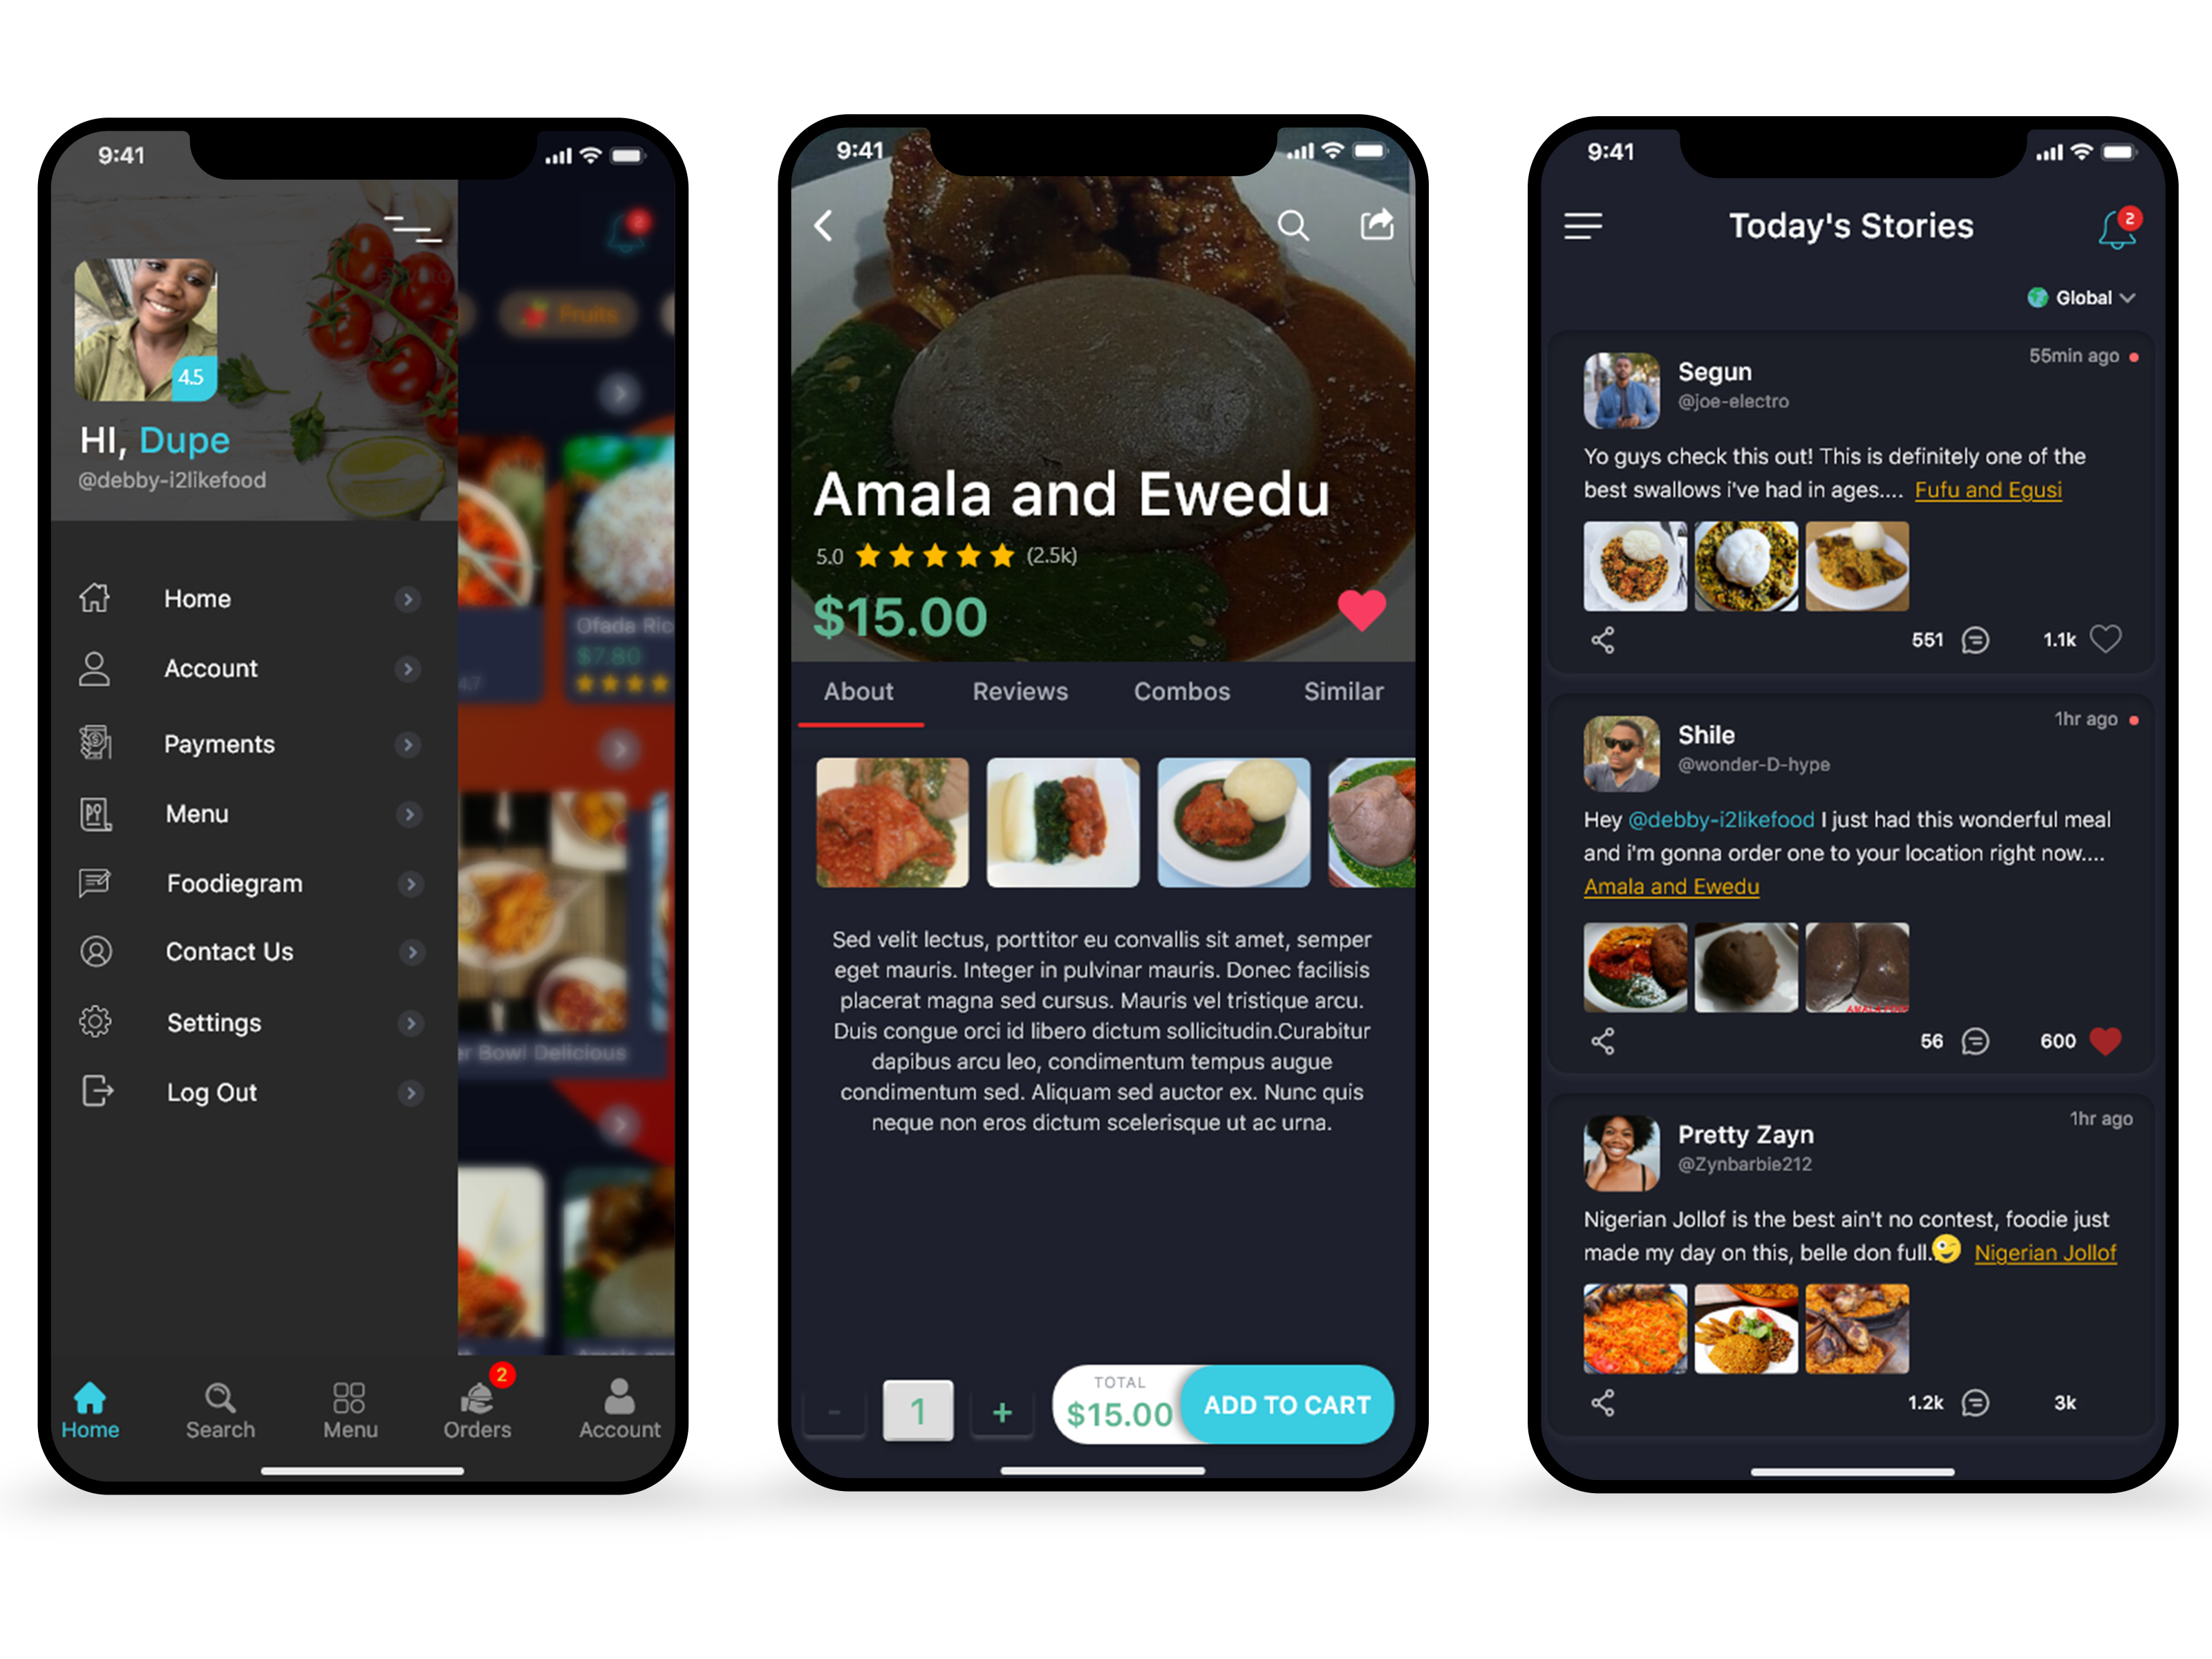 9:41
2
4.5
HI, Dupe
@debby-i2likefood
Fruits
Home
Account
Payments
Menu
Foodiegram
Contact Us
Settings
Log Out
Ofada Ric
$7.80
4.7
er Bowl Delicious
2
Home
Search
Menu
Orders
Account
9:41
Amala and Ewedu
5.0 (2.5k)
$15.00
About Reviews Combos Similar
Sed velit lectus, porttitor eu convallis sit amet, semper
eget mauris. Integer in pulvinar mauris. Donec facilisis
placerat magna sed cursus. Mauris vel tristique arcu.
Duis congue orci id libero dictum sollicitudin.Curabitur
dapibus arcu leo, condimentum tempus augue
condimentum sed. Aliquam sed auctor ex. Nunc quis
neque non eros dictum scelerisque ut ac urna.
- 1 +
TOTAL
$15.00
ADD TO CART
9:41
Today's Stories
2
Global
Segun
55min ago
@joe-electro
Yo guys check this out! This is definitely one of the
best swallows i've had in ages.... Fufu and Egusi
551 1.1k
Shile
1hr ago
@wonder-D-hype
Hey @debby-i2likefood I just had this wonderful meal
and i'm gonna order one to your location right now....
Amala and Ewedu
56 600
Pretty Zayn
1hr ago
@Zynbarbie212
Nigerian Jollof is the best ain't no contest, foodie just
made my day on this, belle don full. Nigerian Jollof
1.2k 3k